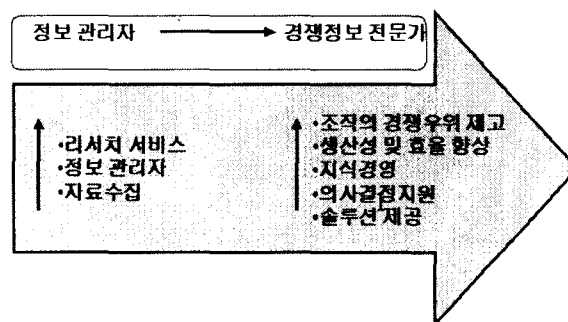 정보 관리자 경쟁정보 전문가
•리서치 서비스
•정보 관리자
•자료수집
•조직의 경쟁우위 제고
•생산성 및 효율 향상
•지식경영
•의사결정지원
•솔루션 제공